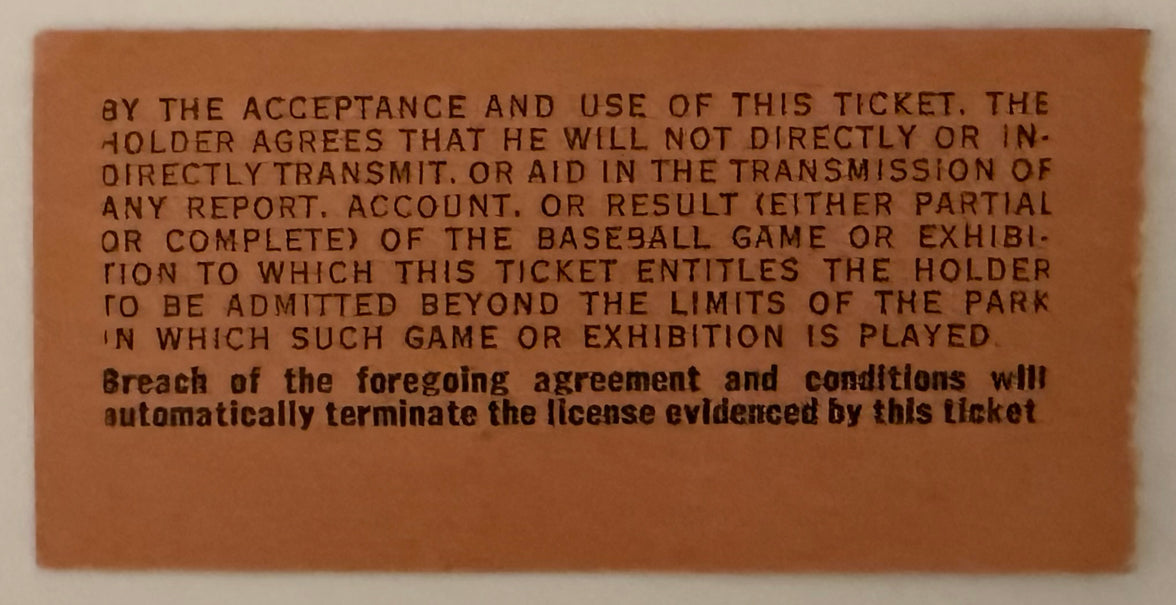 BY THE ACCEPTANCE AND USE OF THIS TICKET, THE
HOLDER AGREES THAT HE WILL NOT DIRECTLY OR IN-
DIRECTLY TRANSMIT, OR AID IN THE TRANSMISSION OF
ANY REPORT, ACCOUNT, OR RESULT (EITHER PARTIAL
OR COMPLETE) OF THE BASEBALL GAME OR EXHIBI-
TION TO WHICH THIS TICKET ENTITLES THE HOLDER
TO BE ADMITTED BEYOND THE LIMITS OF THE PARK
IN WHICH SUCH GAME OR EXHIBITION IS PLAYED.
Breach of the foregoing agreement and conditions will
automatically terminate the license evidenced by this ticket